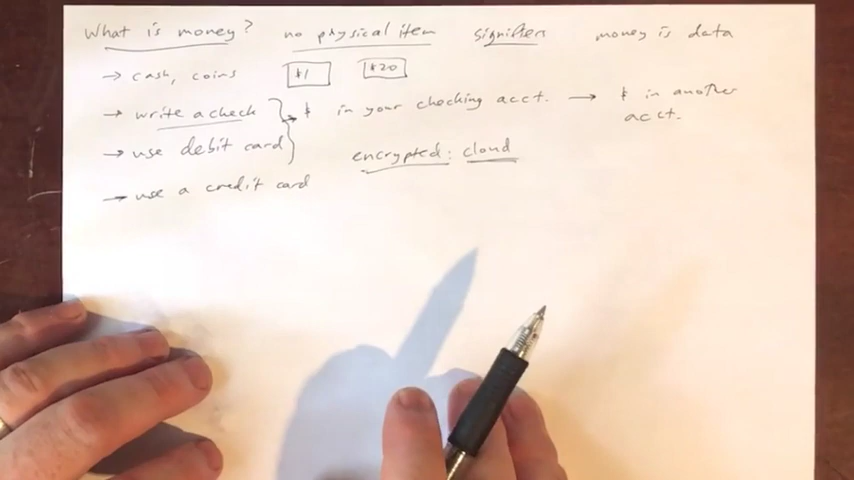 What is money? no physical item signifiers money is data
→ cash, coins $1 $20
→ write a check } → $ in your checking acct. → $ in another acct.
→ use debit card encrypted: cloud
→ use a credit card